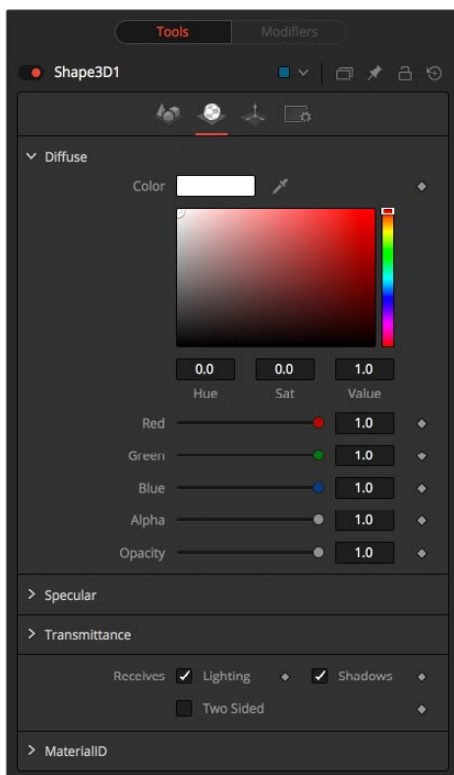 Tools Modifiers
Shape3D1
Diffuse
Color
0.0 0.0 1.0
Hue Sat Value
Red 1.0
Green 1.0
Blue 1.0
Alpha 1.0
Opacity 1.0
Specular
Transmittance
Receives Lighting Shadows
Two Sided
MaterialID